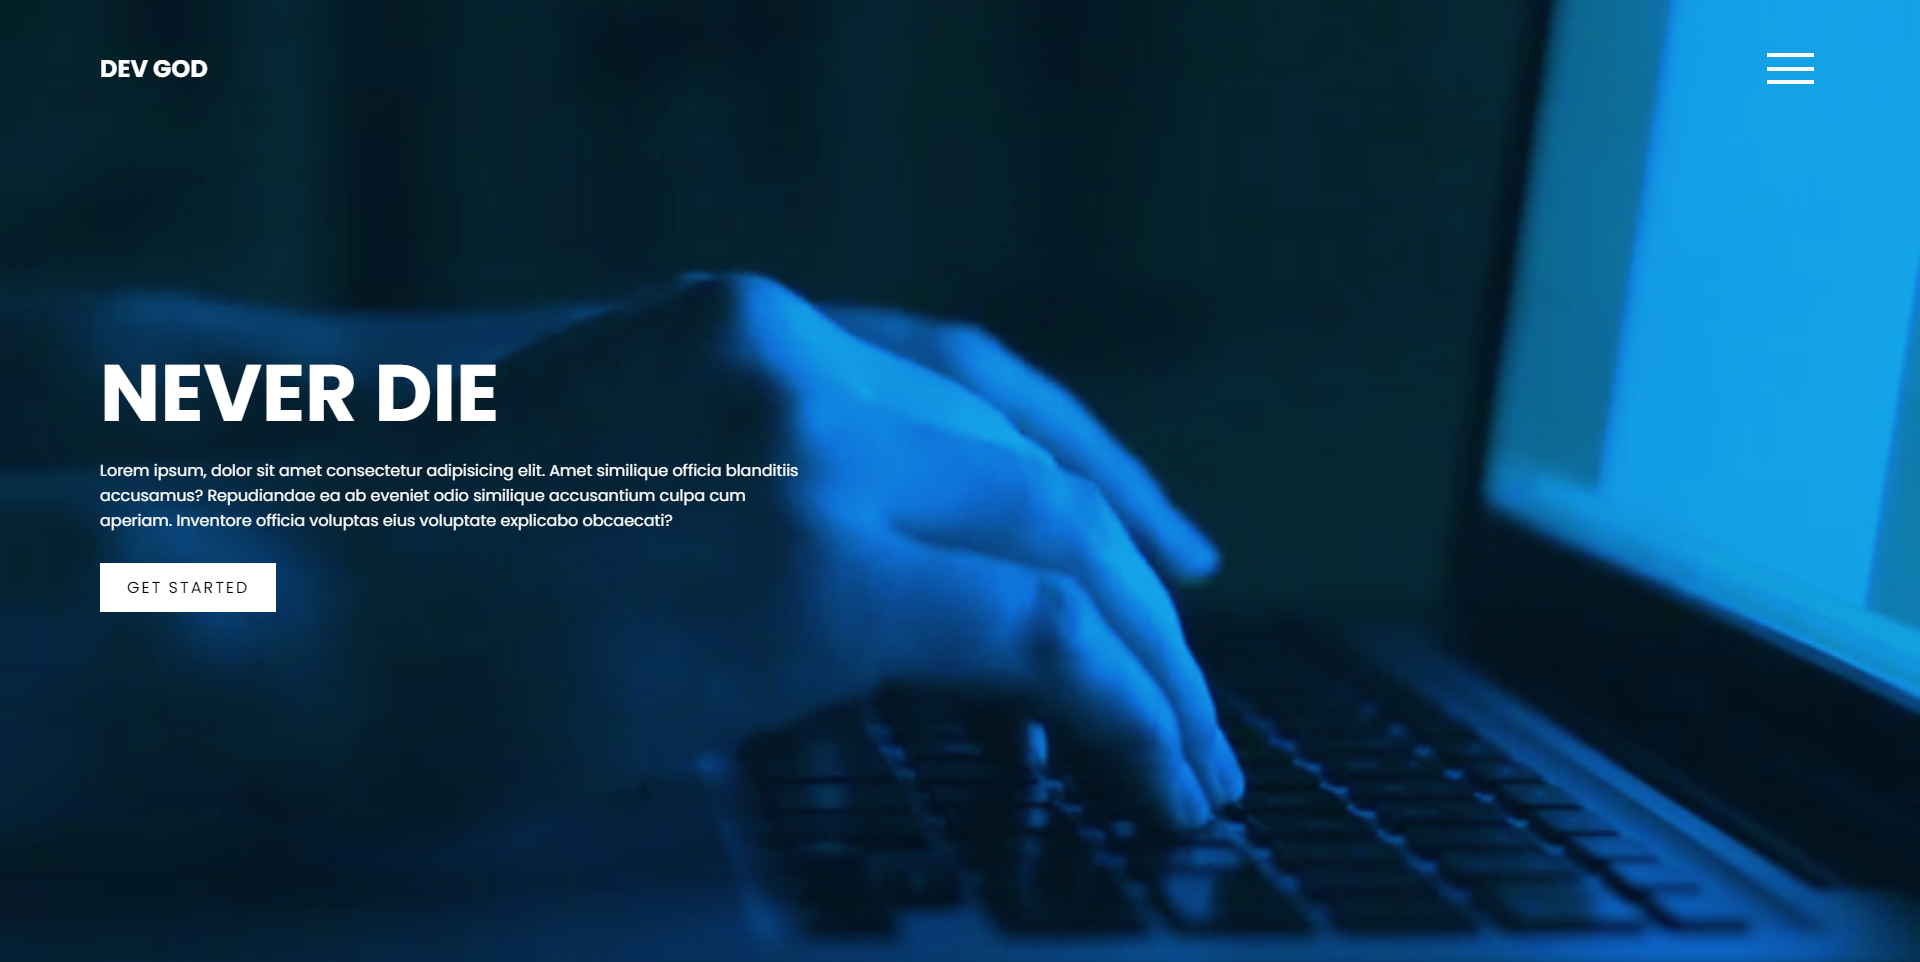 DEV GOD
NEVER DIE
Lorem ipsum, dolor sit amet consectetur adipisicing elit. Amet similique officia blanditiis
accusamus? Repudiandae ea ab eveniet odio similique accusantium culpa cum
aperiam. Inventore officia voluptas eius voluptate explicabo obcaecati?
GET STARTED